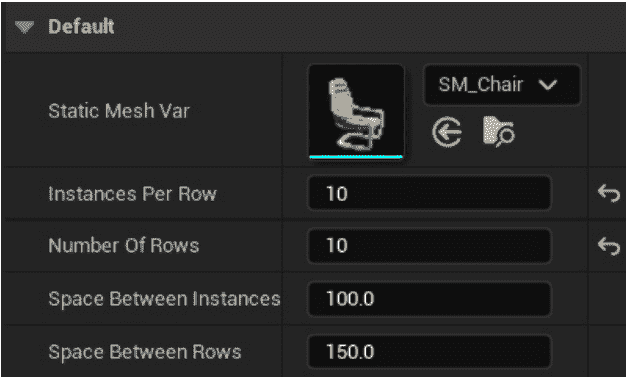 Default
Static Mesh Var
SM_Chair
Instances Per Row
10
Number Of Rows
10
Space Between Instances
100.0
Space Between Rows
150.0